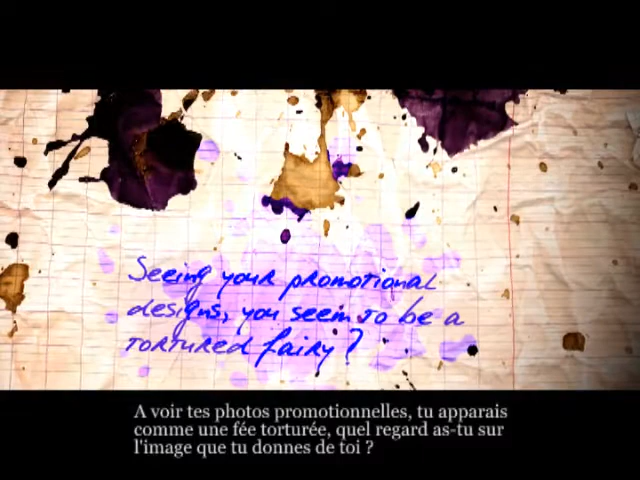 Seeing your promotional
designs, you seem to be a
tortured fairy?
A voir tes photos promotionnelles, tu apparais
comme une fée torturée, quel regard as-tu sur
l'image que tu donnes de toi ?